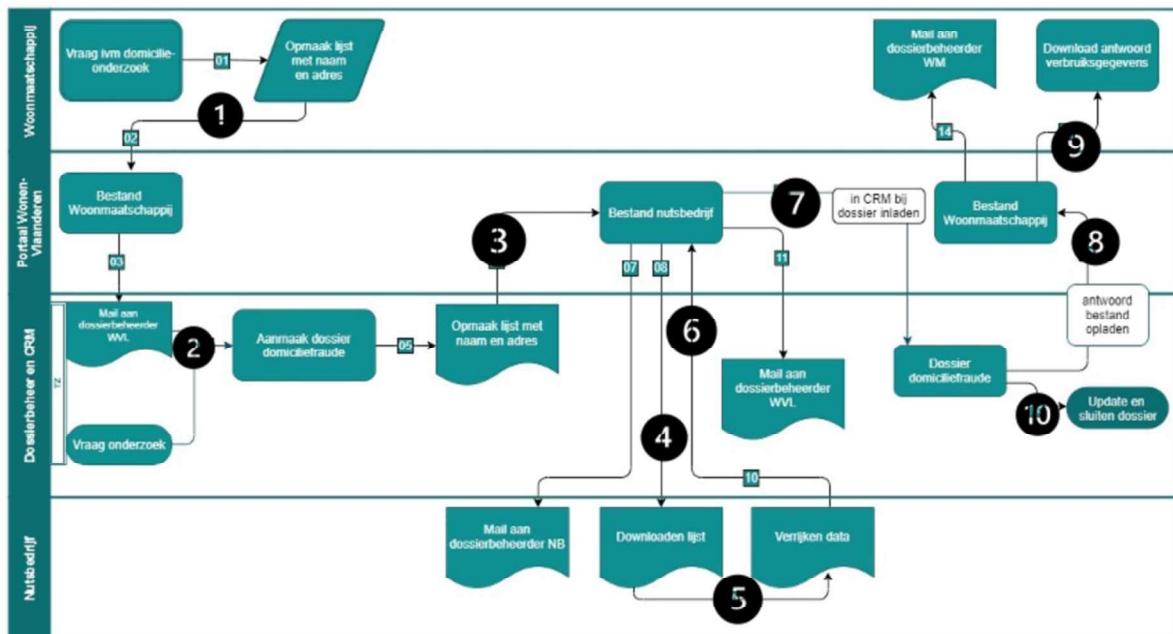 Woonmaatschappij
Vraag ivm domicilie-
onderzoek
01
Opmaak lijst
met naam
en adres
1
02
Mail aan
dossierbeheerder
WM
Download antwoord
verbruiksgegevens
14
9
Portaal Wonen-
Vlaanderen
Bestand
Woonmaatschappij
03
3
Bestand nutsbedrijf
7
in CRM bij
dossier inladen
Bestand
Woonmaatschappij
8
07
08
11
6
Dossierbeheer en CRM
Mail aan
dossierbeheerder
WVL
2
Aanmaak dossier
domiciliefraude
05
Opmaak lijst met
naam en adres
Vraag onderzoek
4
Mail aan
dossierbeheerder
WVL
antwoord
bestand
opladen
Dossier
domiciliefraude
10
Update en
sluiten dossier
10
Nutsbedrijf
Mail aan
dossierbeheerder NB
Downloaden lijst
Verrijken data
5